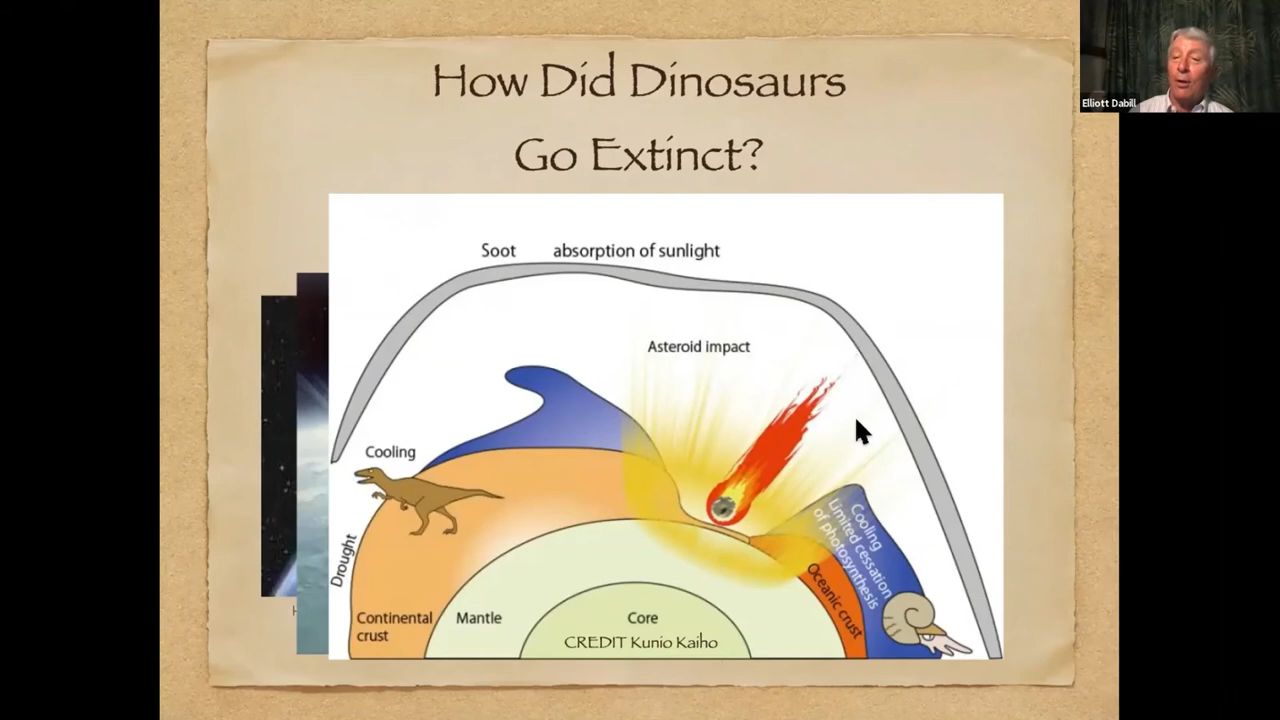 How Did Dinosaurs
Go Extinct?
Elliott Dabill
Soot absorption of sunlight
Asteroid impact
Cooling
Drought
Cooling
Limited cessation
of photosynthesis
Oceanic crust
Continental
crust
Mantle
Core
CREDIT Kunio Kaiho
H